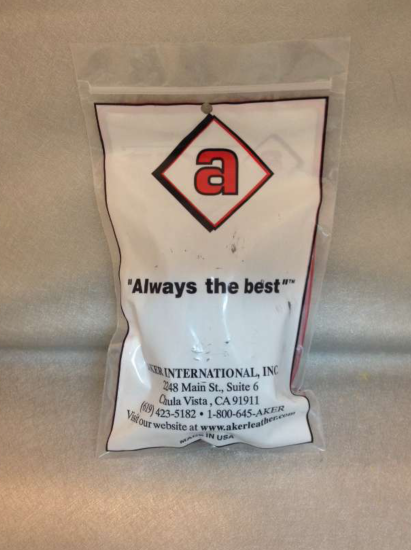 a
"Always the best"™
AKER INTERNATIONAL, INC
2248 Main St., Suite 6
Chula Vista, CA 91911
(619) 423-5182 • 1-800-645-AKER
Visit our website at www.akerleather.com
MADE IN USA